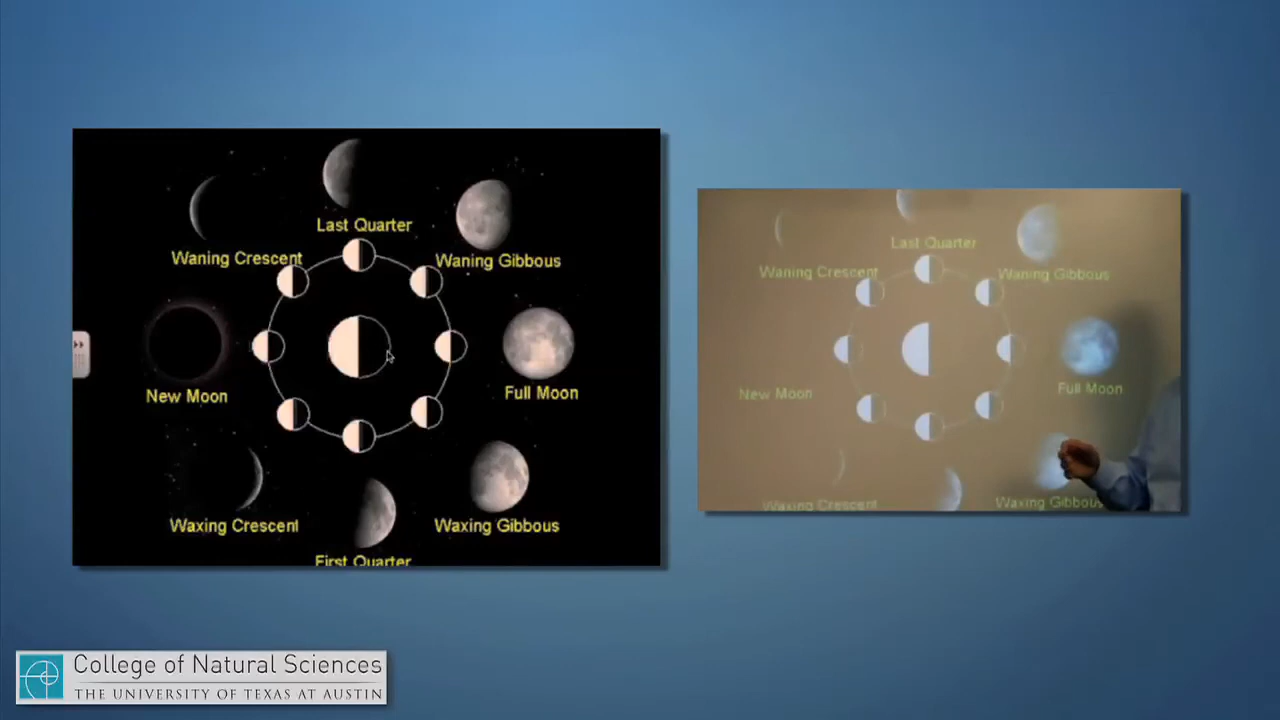 Last Quarter
Waning Crescent
Waning Gibbous
New Moon
Full Moon
Waxing Crescent
Waxing Gibbous
First Quarter
Last Quarter
Waning Crescent
Waning Gibbous
New Moon
Full Moon
Waxing Crescent
Waxing Gibbous
College of Natural Sciences
THE UNIVERSITY OF TEXAS AT AUSTIN